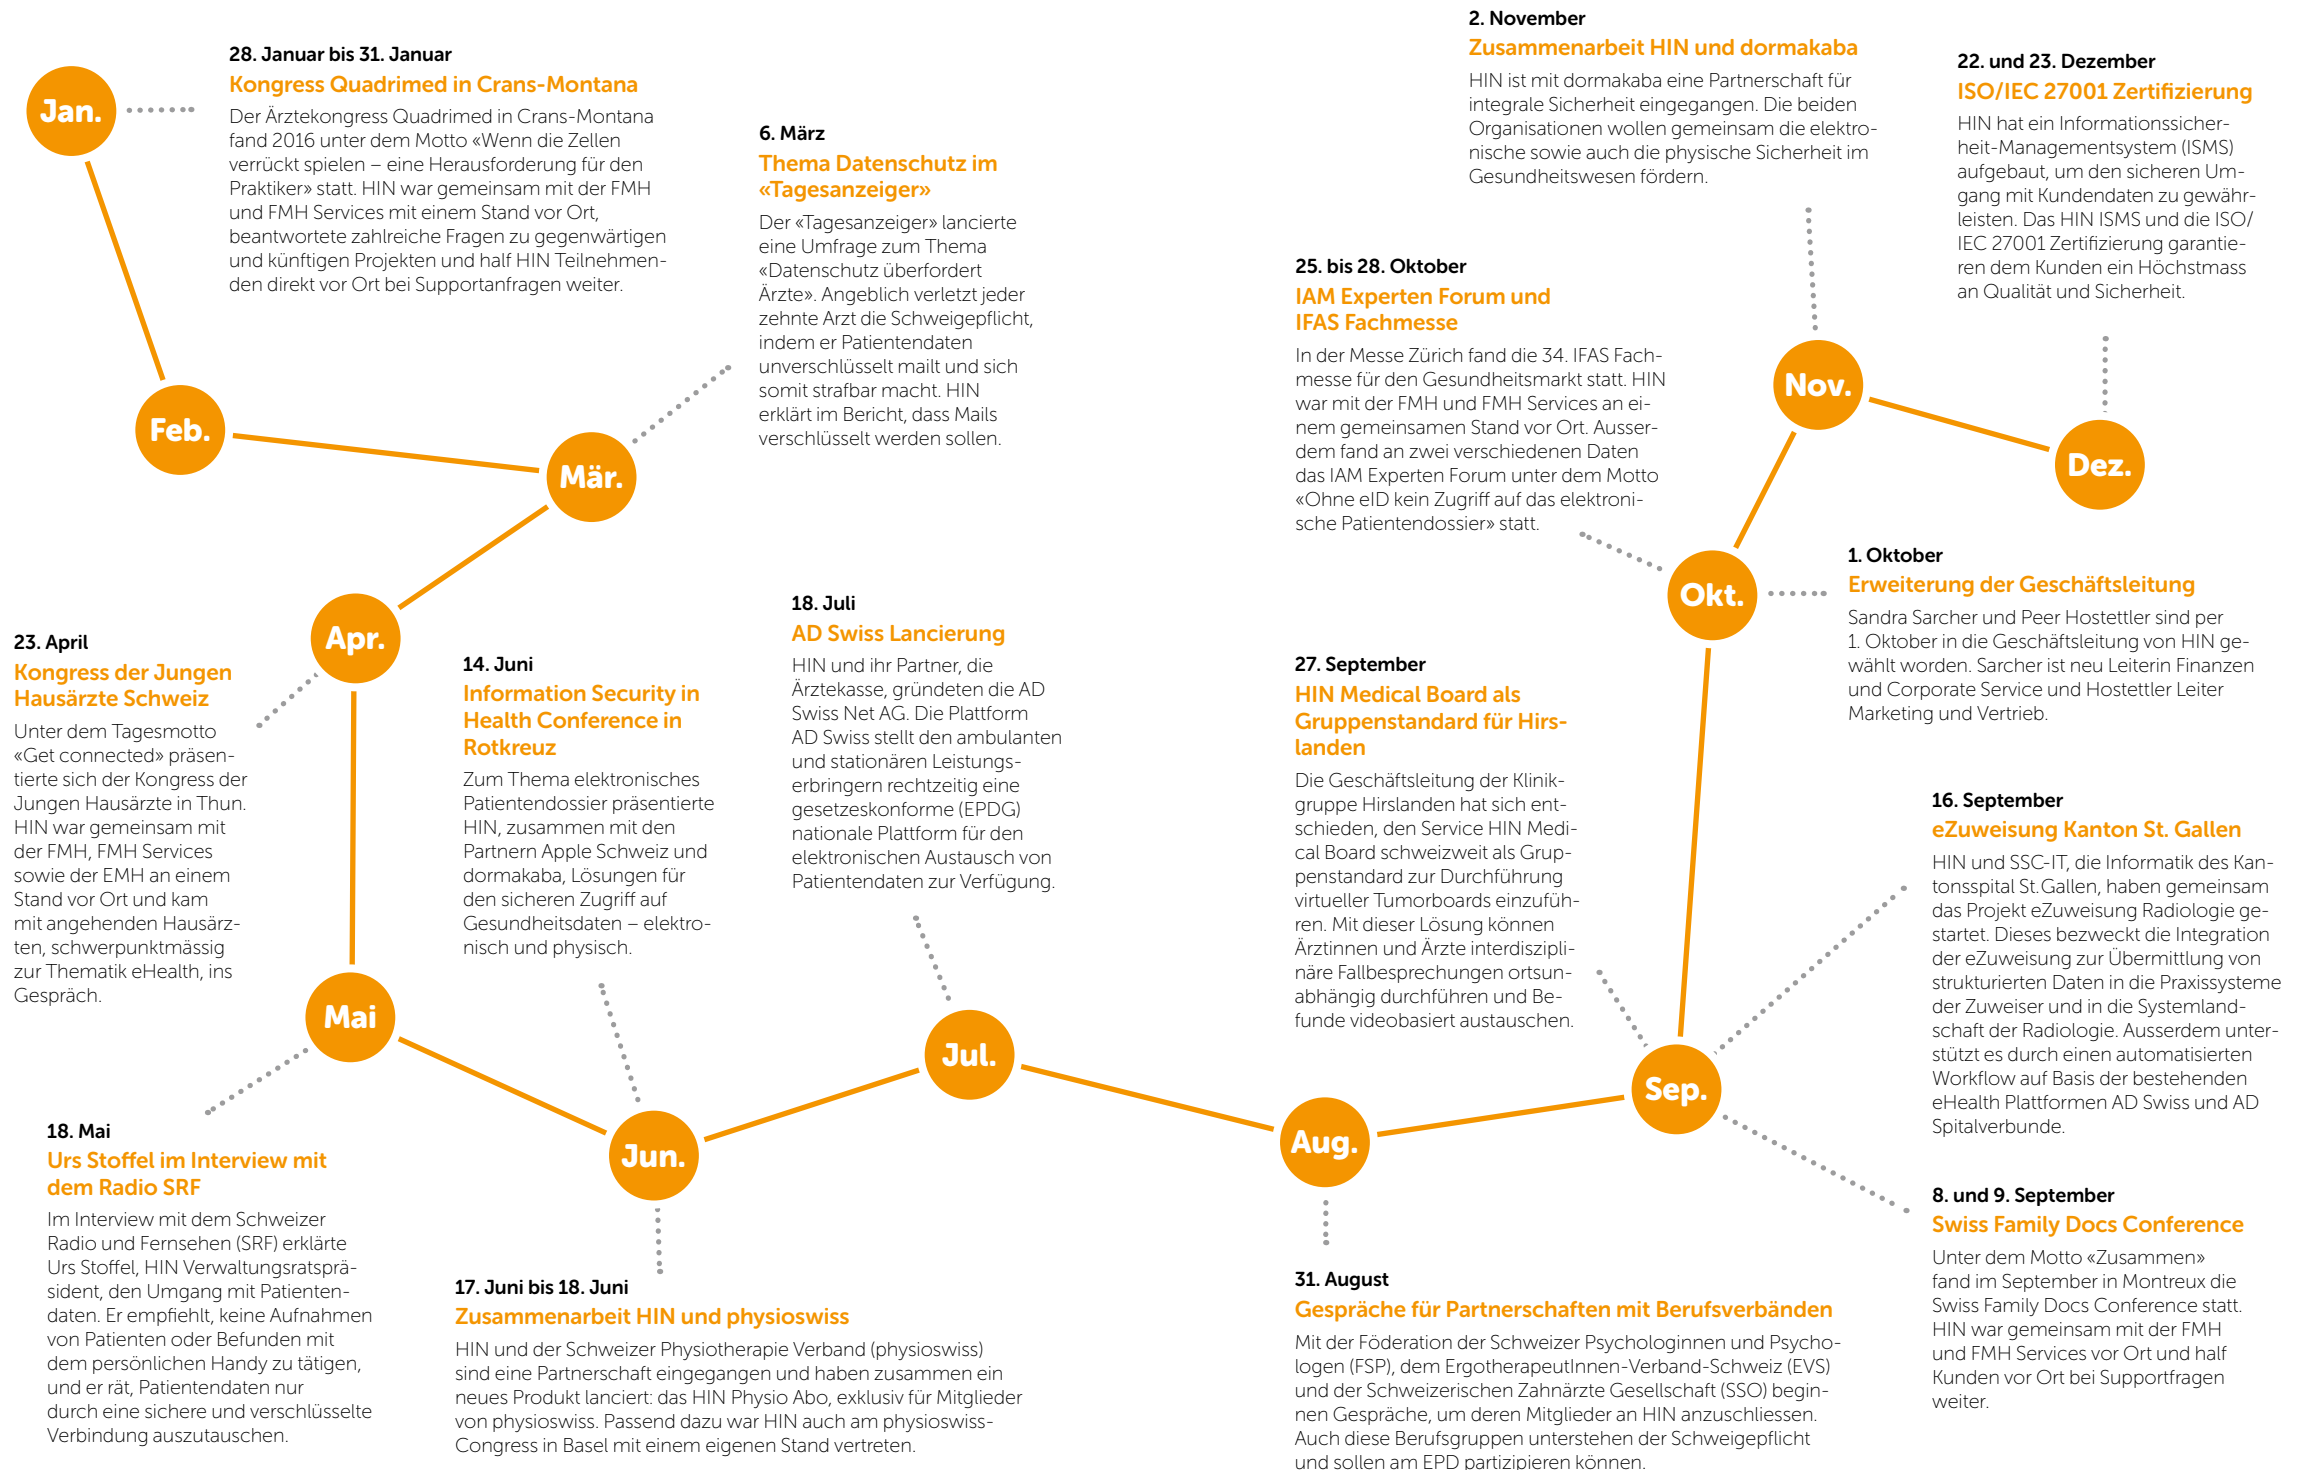 Jan.
28. Januar bis 31. Januar
Kongress Quadrimed in Crans-Montana
Der Ärztekongress Quadrimed in Crans-Montana
fand 2016 unter dem Motto «Wenn die Zellen
verrückt spielen – eine Herausforderung für den
Praktiker» statt. HIN war gemeinsam mit der FMH
und FMH Services mit einem Stand vor Ort,
beantwortete zahlreiche Fragen zu gegenwärtigen
und künftigen Projekten und half HIN Teilnehmen-
den direkt vor Ort bei Supportanfragen weiter.
Feb.
Mär.
6. März
Thema Datenschutz im
«Tagesanzeiger»
Der «Tagesanzeiger» lancierte
eine Umfrage zum Thema
«Datenschutz überfordert
Ärzte». Angeblich verletzt jeder
zehnte Arzt die Schweigepflicht,
indem er Patientendaten
unverschlüsselt mailt und sich
somit strafbar macht. HIN
erklärt im Bericht, dass Mails
verschlüsselt werden sollen.
Apr.
23. April
Kongress der Jungen
Hausärzte Schweiz
Unter dem Tagesmotto
«Get connected» präsen-
tierte sich der Kongress der
Jungen Hausärzte in Thun.
HIN war gemeinsam mit
der FMH, FMH Services
sowie der EMH an einem
Stand vor Ort und kam
mit angehenden Hausärz-
ten, schwerpunktmässig
zur Thematik eHealth, ins
Gespräch.
Mai
18. Mai
Urs Stoffel im Interview mit
dem Radio SRF
Im Interview mit dem Schweizer
Radio und Fernsehen (SRF) erklärte
Urs Stoffel, HIN Verwaltungsratsprä-
sident, den Umgang mit Patienten-
daten. Er empfiehlt, keine Aufnahmen
von Patienten oder Befunden mit
dem persönlichen Handy zu tätigen,
und er rät, Patientendaten nur
durch eine sichere und verschlüsselte
Verbindung auszutauschen.
Jun.
14. Juni
Information Security in
Health Conference in
Rotkreuz
Zum Thema elektronisches
Patientendossier präsentierte
HIN, zusammen mit den
Partnern Apple Schweiz und
dormakaba, Lösungen für
den sicheren Zugriff auf
Gesundheitsdaten – elektro-
nisch und physisch.
17. Juni bis 18. Juni
Zusammenarbeit HIN und physioswiss
HIN und der Schweizer Physiotherapie Verband (physioswiss)
sind eine Partnerschaft eingegangen und haben zusammen ein
neues Produkt lanciert: das HIN Physio Abo, exklusiv für Mitglieder
von physioswiss. Passend dazu war HIN auch am physioswiss-
Congress in Basel mit einem eigenen Stand vertreten.
Jul.
18. Juli
AD Swiss Lancierung
HIN und ihr Partner, die
Ärztekasse, gründeten die AD
Swiss Net AG. Die Plattform
AD Swiss stellt den ambulanten
und stationären Leistungs-
erbringern rechtzeitig eine
gesetzeskonforme (EPDG)
nationale Plattform für den
elektronischen Austausch von
Patientendaten zur Verfügung.
Aug.
31. August
Gespräche für Partnerschaften mit Berufsverbänden
Mit der Föderation der Schweizer Psychologinnen und Psycho-
logen (FSP), dem ErgotherapeutInnen-Verband-Schweiz (EVS)
und der Schweizerischen Zahnärzte Gesellschaft (SSO) begin-
nen Gespräche, um deren Mitglieder an HIN anzuschliessen.
Auch diese Berufsgruppen unterstehen der Schweigepflicht
und sollen am EPD partizipieren können.
Sep.
8. und 9. September
Swiss Family Docs Conference
Unter dem Motto «Zusammen»
fand im September in Montreux die
Swiss Family Docs Conference statt.
HIN war gemeinsam mit der FMH
und FMH Services vor Ort und half
Kunden vor Ort bei Supportfragen
weiter.
16. September
eZuweisung Kanton St. Gallen
HIN und SSC-IT, die Informatik des Kan-
tonsspital St.Gallen, haben gemeinsam
das Projekt eZuweisung Radiologie ge-
startet. Dieses bezweckt die Integration
der eZuweisung zur Übermittlung von
strukturierten Daten in die Praxissysteme
der Zuweiser und in die Systemland-
schaft der Radiologie. Ausserdem unter-
stützt es durch einen automatisierten
Workflow auf Basis der bestehenden
eHealth Plattformen AD Swiss und AD
Spitalverbunde.
27. September
HIN Medical Board als
Gruppenstandard für Hirs-
landen
Die Geschäftsleitung der Klinik-
gruppe Hirslanden hat sich ent-
schieden, den Service HIN Medi-
cal Board schweizweit als Grup-
penstandard zur Durchführung
virtueller Tumorboards einzufüh-
ren. Mit dieser Lösung können
Ärztinnen und Ärzte interdiszipli-
näre Fallbesprechungen ortsun-
abhängig durchführen und Be-
funde videobasiert austauschen.
Okt.
1. Oktober
Erweiterung der Geschäftsleitung
Sandra Sarcher und Peer Hostettler sind per
1. Oktober in die Geschäftsleitung von HIN ge-
wählt worden. Sarcher ist neu Leiterin Finanzen
und Corporate Service und Hostettler Leiter
Marketing und Vertrieb.
25. bis 28. Oktober
IAM Experten Forum und
IFAS Fachmesse
In der Messe Zürich fand die 34. IFAS Fach-
messe für den Gesundheitsmarkt statt. HIN
war mit der FMH und FMH Services an ei-
nem gemeinsamen Stand vor Ort. Ausser-
dem fand an zwei verschiedenen Daten
das IAM Experten Forum unter dem Motto
«Ohne eID kein Zugriff auf das elektroni-
sche Patientendossier» statt.
Nov.
2. November
Zusammenarbeit HIN und dormakaba
HIN ist mit dormakaba eine Partnerschaft für
integrale Sicherheit eingegangen. Die beiden
Organisationen wollen gemeinsam die elektro-
nische sowie auch die physische Sicherheit im
Gesundheitswesen fördern.
Dez.
22. und 23. Dezember
ISO/IEC 27001 Zertifizierung
HIN hat ein Informationssicher-
heit-Managementsystem (ISMS)
aufgebaut, um den sicheren Um-
gang mit Kundendaten zu gewähr-
leisten. Das HIN ISMS und die ISO/
IEC 27001 Zertifizierung garantie-
ren dem Kunden ein Höchstmass
an Qualität und Sicherheit.